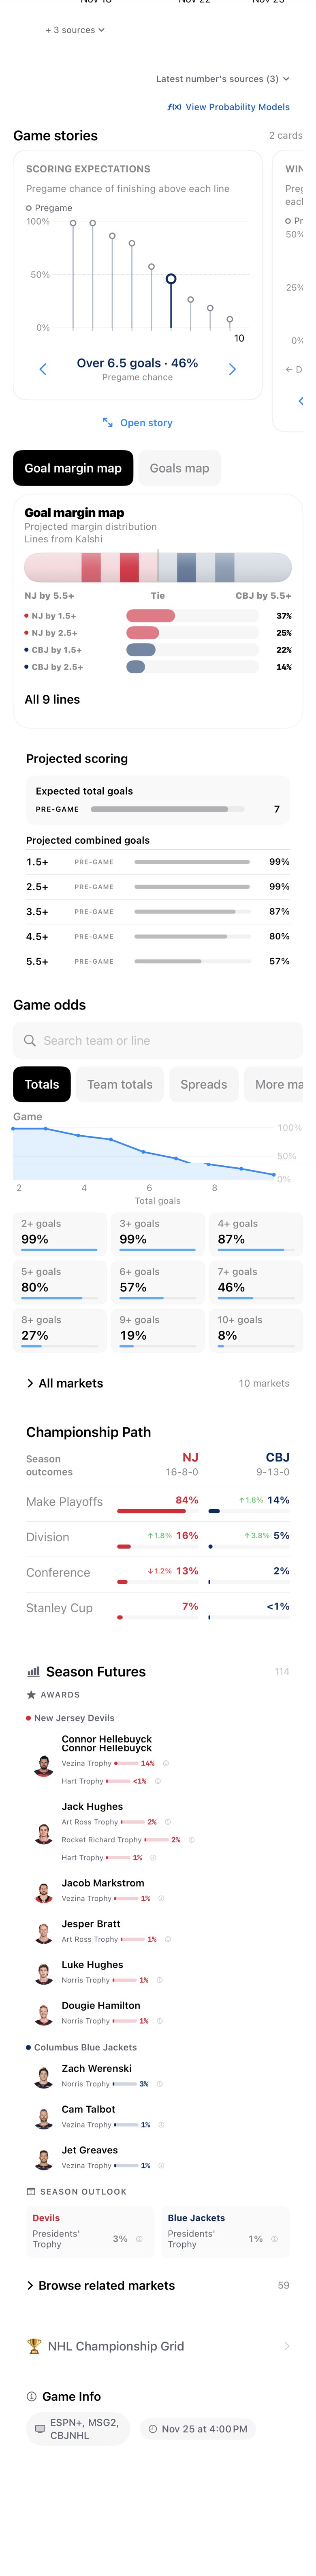 Nov 18 Nov 22 Nov 25
+ 3 sources
Latest number's sources (3)
f(x) View Probability Models
Game stories 2 cards
SCORING EXPECTATIONS
Pregame chance of finishing above each line
Pregame
100%
50%
0%
10
Over 6.5 goals · 46%
Pregame chance
WIN
Preg
each
Pr
50%
25%
0%
← D
Open story
Goal margin map Goals map
Goal margin map
Projected margin distribution
Lines from Kalshi
NJ by 5.5+ Tie CBJ by 5.5+
NJ by 1.5+ 37%
NJ by 2.5+ 25%
CBJ by 1.5+ 22%
CBJ by 2.5+ 14%
All 9 lines
Projected scoring
Expected total goals
PRE-GAME 7
Projected combined goals
1.5+ PRE-GAME 99%
2.5+ PRE-GAME 99%
3.5+ PRE-GAME 87%
4.5+ PRE-GAME 80%
5.5+ PRE-GAME 57%
Game odds
Search team or line
Totals Team totals Spreads More ma
Game
100%
50%
0%
2 4 6 8
Total goals
2+ goals 3+ goals 4+ goals
99% 99% 87%
5+ goals 6+ goals 7+ goals
80% 57% 46%
8+ goals 9+ goals 10+ goals
27% 19% 8%
All markets 10 markets
Championship Path
Season outcomes NJ 16-8-0 CBJ 9-13-0
Make Playoffs 84% ↑1.8% 14%
Division ↑1.8% 16% ↑3.8% 5%
Conference ↓1.2% 13% 2%
Stanley Cup 7% <1%
Season Futures 114
AWARDS
New Jersey Devils
Connor Hellebuyck
Connor Hellebuyck
Vezina Trophy 14%
Hart Trophy <1%
Jack Hughes
Art Ross Trophy 2%
Rocket Richard Trophy 2%
Hart Trophy 1%
Jacob Markstrom
Vezina Trophy 1%
Jesper Bratt
Art Ross Trophy 1%
Luke Hughes
Norris Trophy 1%
Dougie Hamilton
Norris Trophy 1%
Columbus Blue Jackets
Zach Werenski
Norris Trophy 3%
Cam Talbot
Vezina Trophy 1%
Jet Greaves
Vezina Trophy 1%
SEASON OUTLOOK
Devils
Presidents' Trophy 3%
Blue Jackets
Presidents' Trophy 1%
Browse related markets 59
NHL Championship Grid
Game Info
ESPN+, MSG2,
CBJNHL
Nov 25 at 4:00 PM